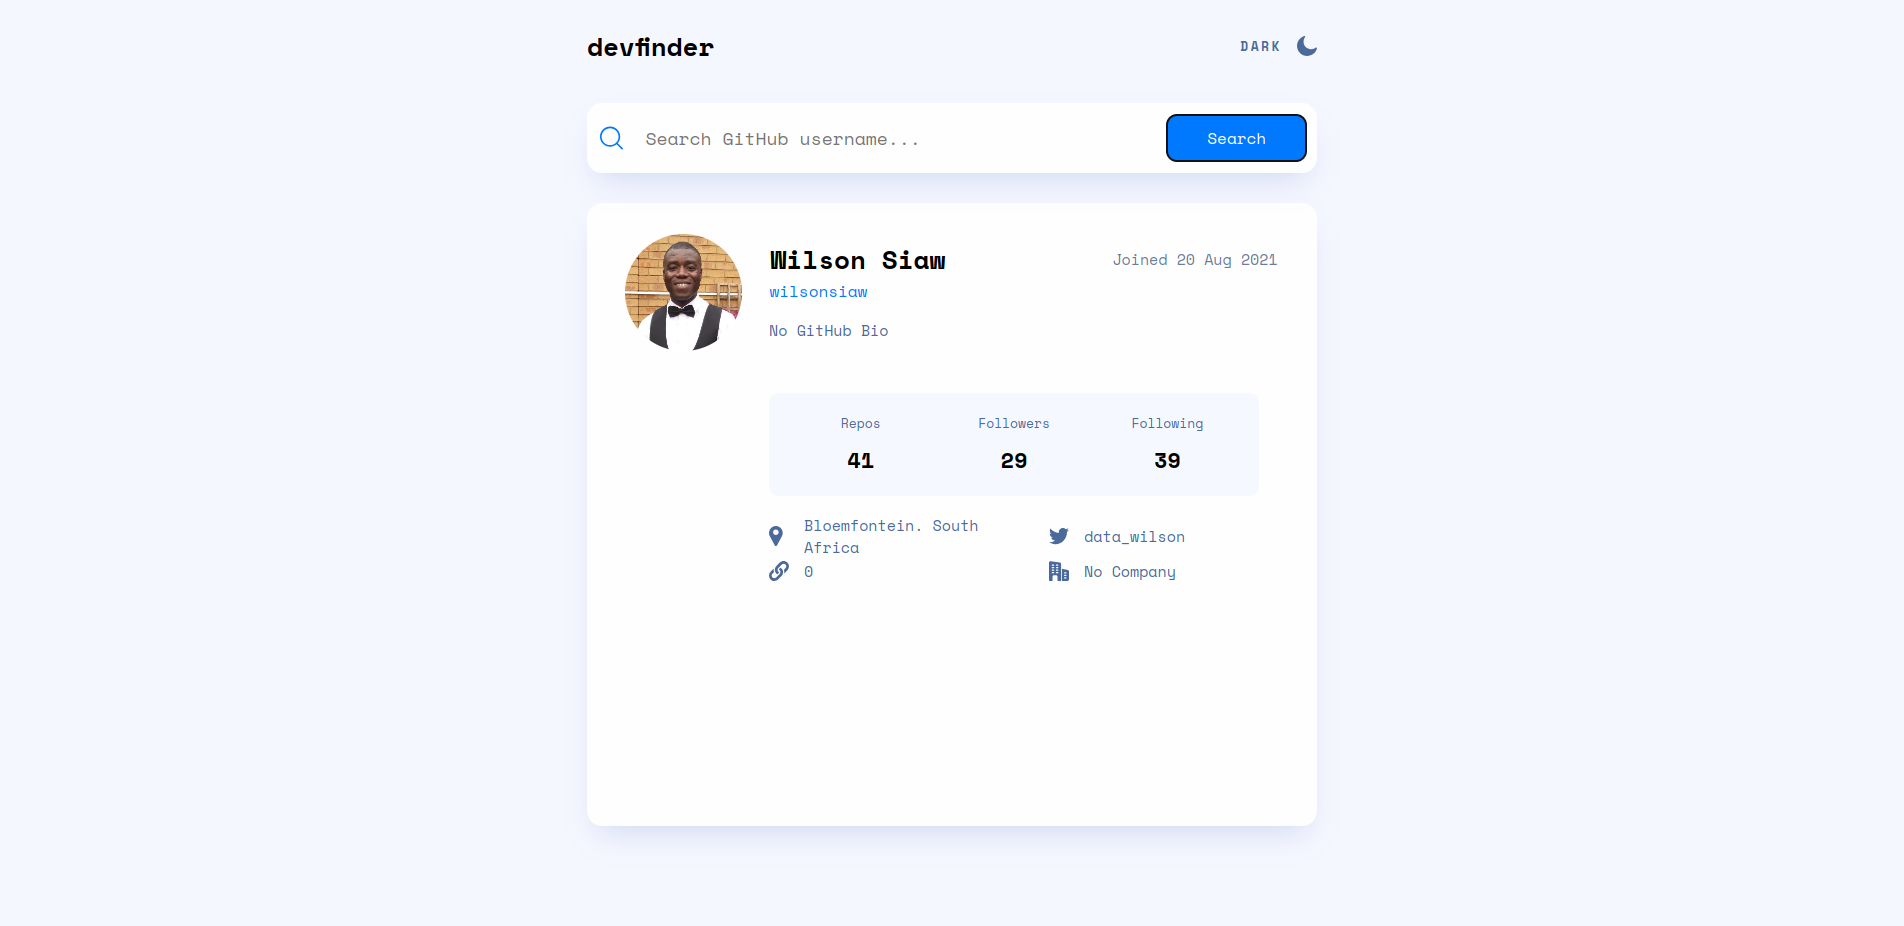 devfinder
DARK
Search GitHub username...
Search
Wilson Siaw
Joined 20 Aug 2021
wilsonsiaw
No GitHub Bio
Repos
Followers
Following
41
29
39
Bloemfontein. South
Africa
data_wilson
0
No Company